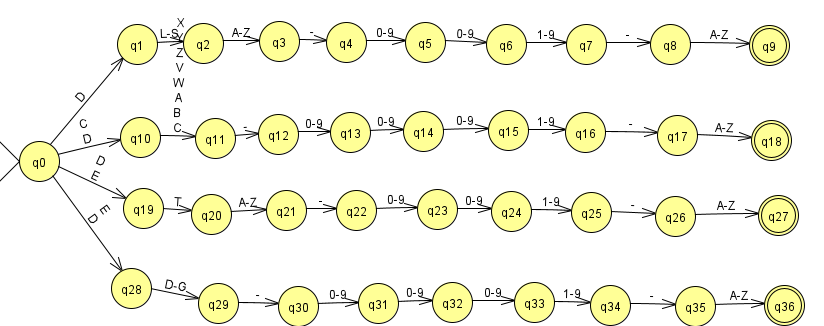 X
q1 L-S q2 A-Z q3 - q4 0-9 q5 0-9 q6 1-9 q7 - q8 A-Z q9
Z
V
W
D
A
B
C
C
D
q10 q11 - q12 0-9 q13 0-9 q14 0-9 q15 1-9 q16 - q17 A-Z q18
q0
D
E
q19 T q20 A-Z q21 - q22 0-9 q23 0-9 q24 1-9 q25 - q26 A-Z q27
E
D
q28 D-G q29 - q30 0-9 q31 0-9 q32 0-9 q33 1-9 q34 - q35 A-Z q36